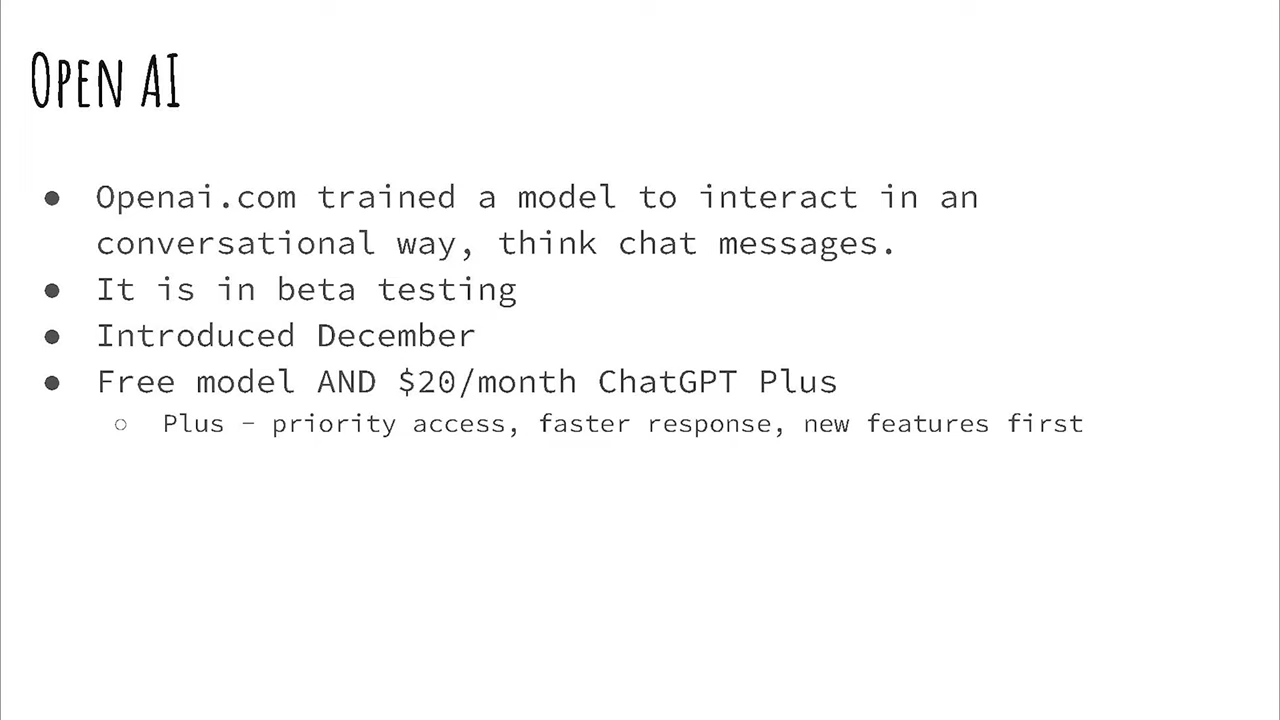 Open AI
● Openai.com trained a model to interact in an
conversational way, think chat messages.
● It is in beta testing
● Introduced December
● Free model AND $20/month ChatGPT Plus
○ Plus - priority access, faster response, new features first